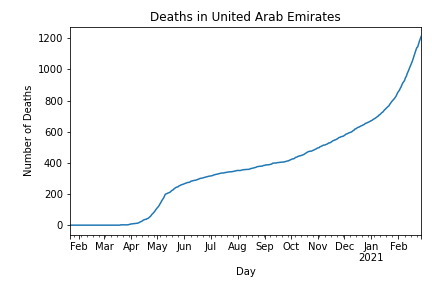 Deaths in United Arab Emirates
Number of Deaths
1200
1000
800
600
400
200
0
Feb Mar Apr May Jun Jul Aug Sep Oct Nov Dec Jan Feb
2021
Day